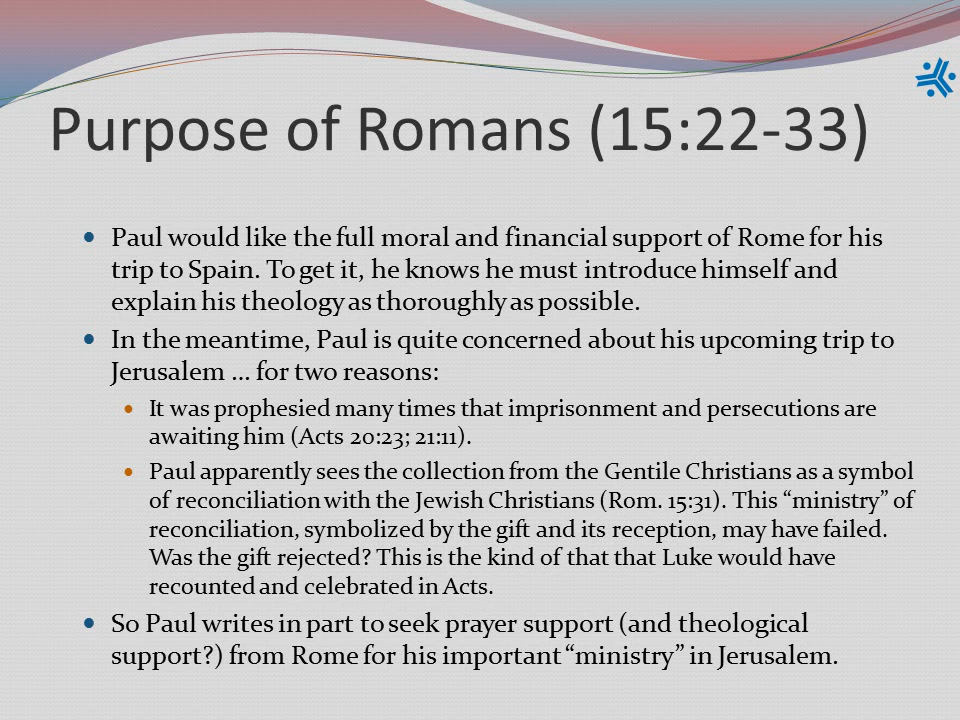 Purpose of Romans (15:22-33)
Paul would like the full moral and financial support of Rome for his
trip to Spain. To get it, he knows he must introduce himself and
explain his theology as thoroughly as possible.
In the meantime, Paul is quite concerned about his upcoming trip to
Jerusalem … for two reasons:
It was prophesied many times that imprisonment and persecutions are
awaiting him (Acts 20:23; 21:11).
Paul apparently sees the collection from the Gentile Christians as a symbol
of reconciliation with the Jewish Christians (Rom. 15:31). This “ministry” of
reconciliation, symbolized by the gift and its reception, may have failed.
Was the gift rejected? This is the kind of that that Luke would have
recounted and celebrated in Acts.
So Paul writes in part to seek prayer support (and theological
support?) from Rome for his important “ministry” in Jerusalem.